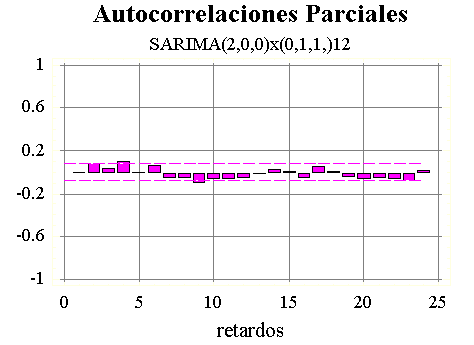 Autocorrelaciones Parciales
SARIMA(2,0,0)x(0,1,1,)12
1
0.6
0.2
-0.2
-0.6
-1
0 5 10 15 20 25
retardos